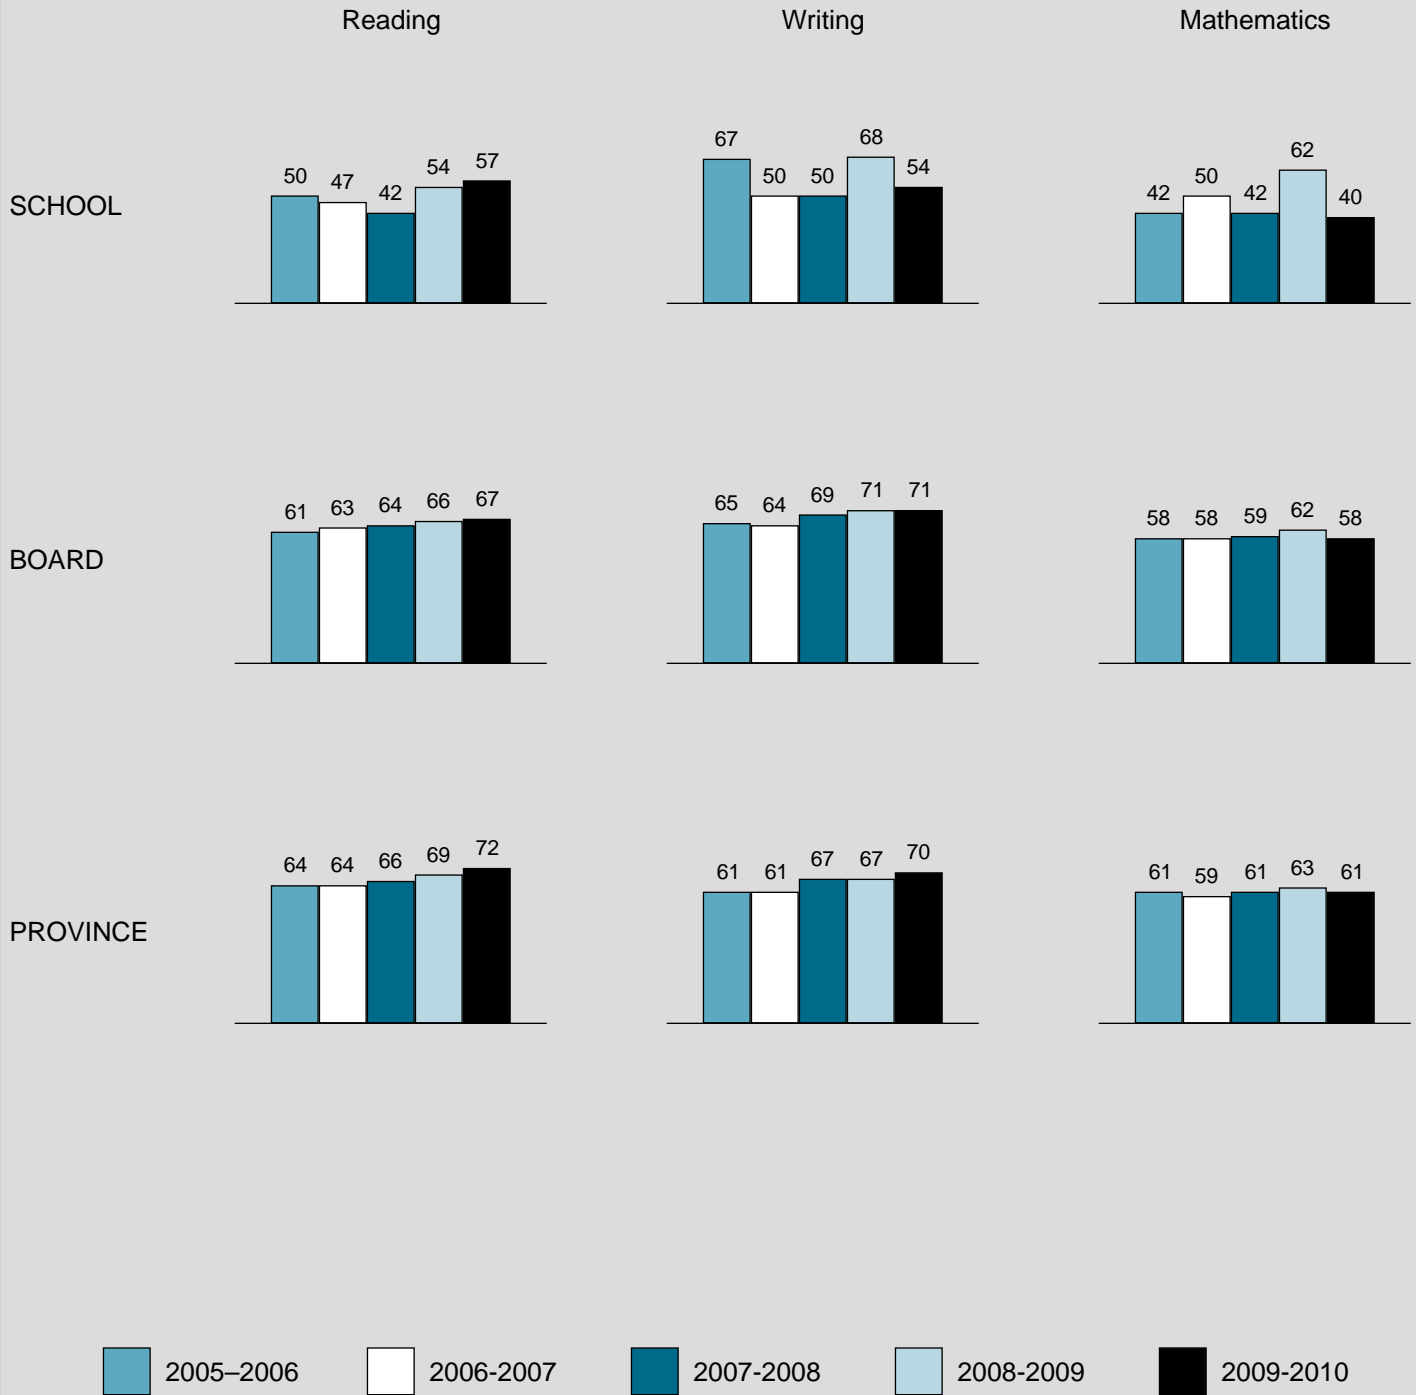 Reading Writing Mathematics
50 47 42 54 57 67 50 50 68 54 42 50 42 62 40
SCHOOL
61 63 64 66 67 65 64 69 71 71 58 58 59 62 58
BOARD
64 64 66 69 72 61 61 67 67 70 61 59 61 63 61
PROVINCE
2005–2006 2006-2007 2007-2008 2008-2009 2009-2010